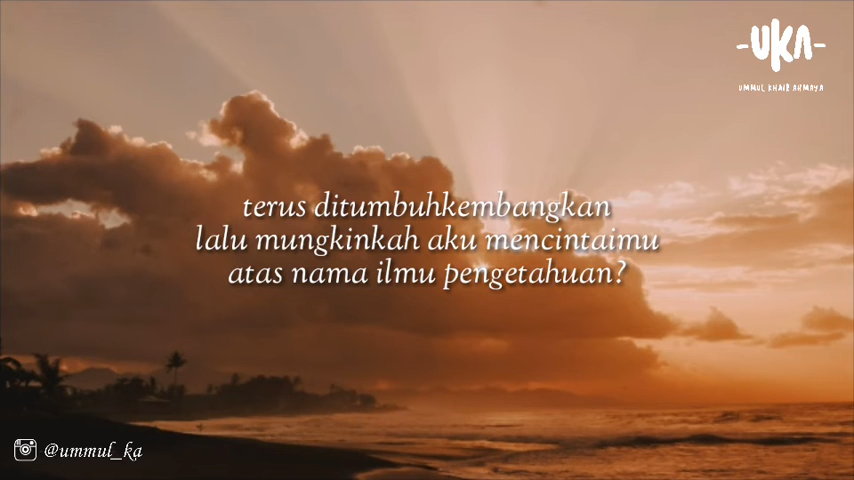 -UKA-
UMMUL KHAIR AHMAYA
terus ditumbuhkembangkan
lalu mungkinkah aku mencintaimu
atas nama ilmu pengetahuan?
@ummul_ka